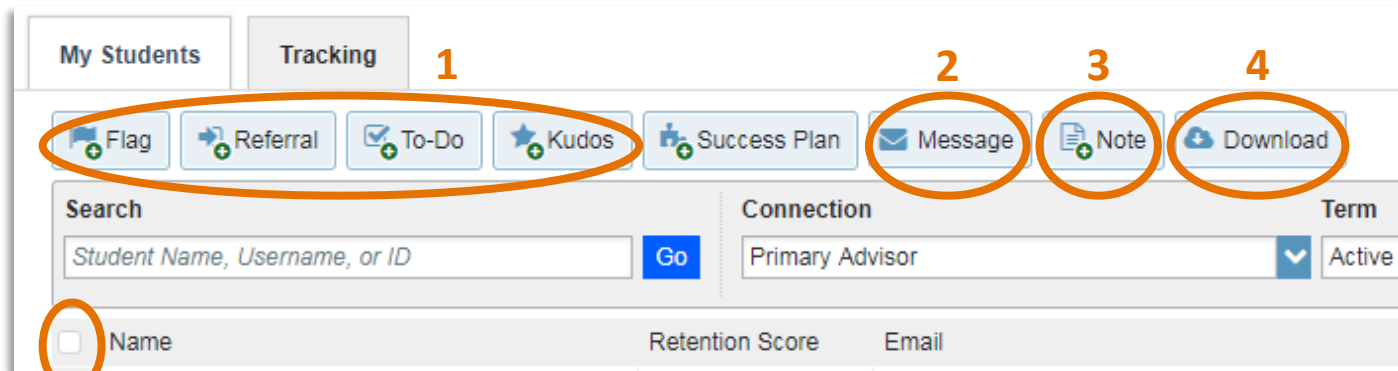 My Students Tracking 1 2 3 4
Flag Referral To-Do Kudos Success Plan Message Note Download
Search Connection Term
Student Name, Username, or ID Go Primary Advisor Active
Name Retention Score Email